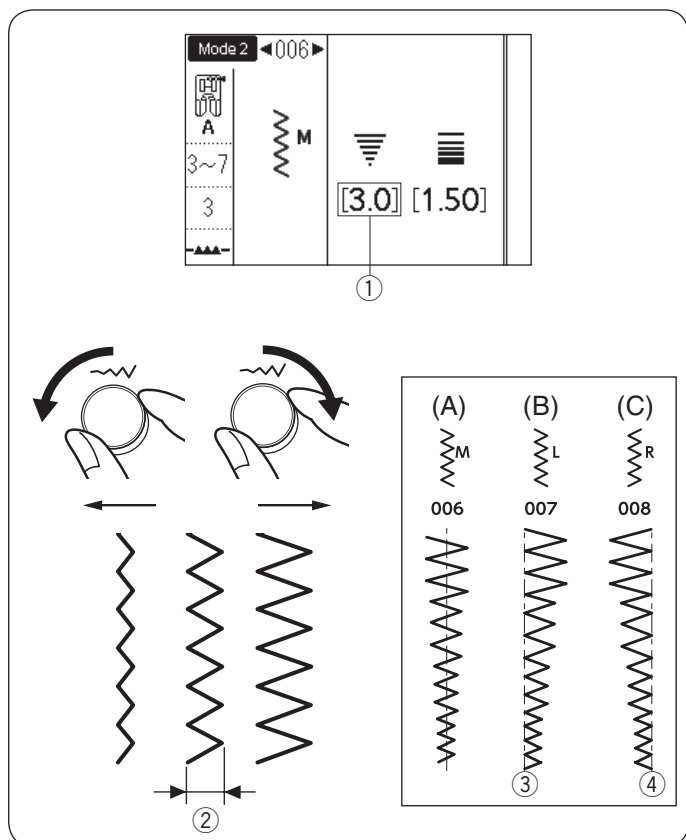 Mode 2 ◀006▶
A
M
3~7
[3.0] [1.50]
3
①
(A) (B) (C)
M L R
006 007 008
③ ④
②